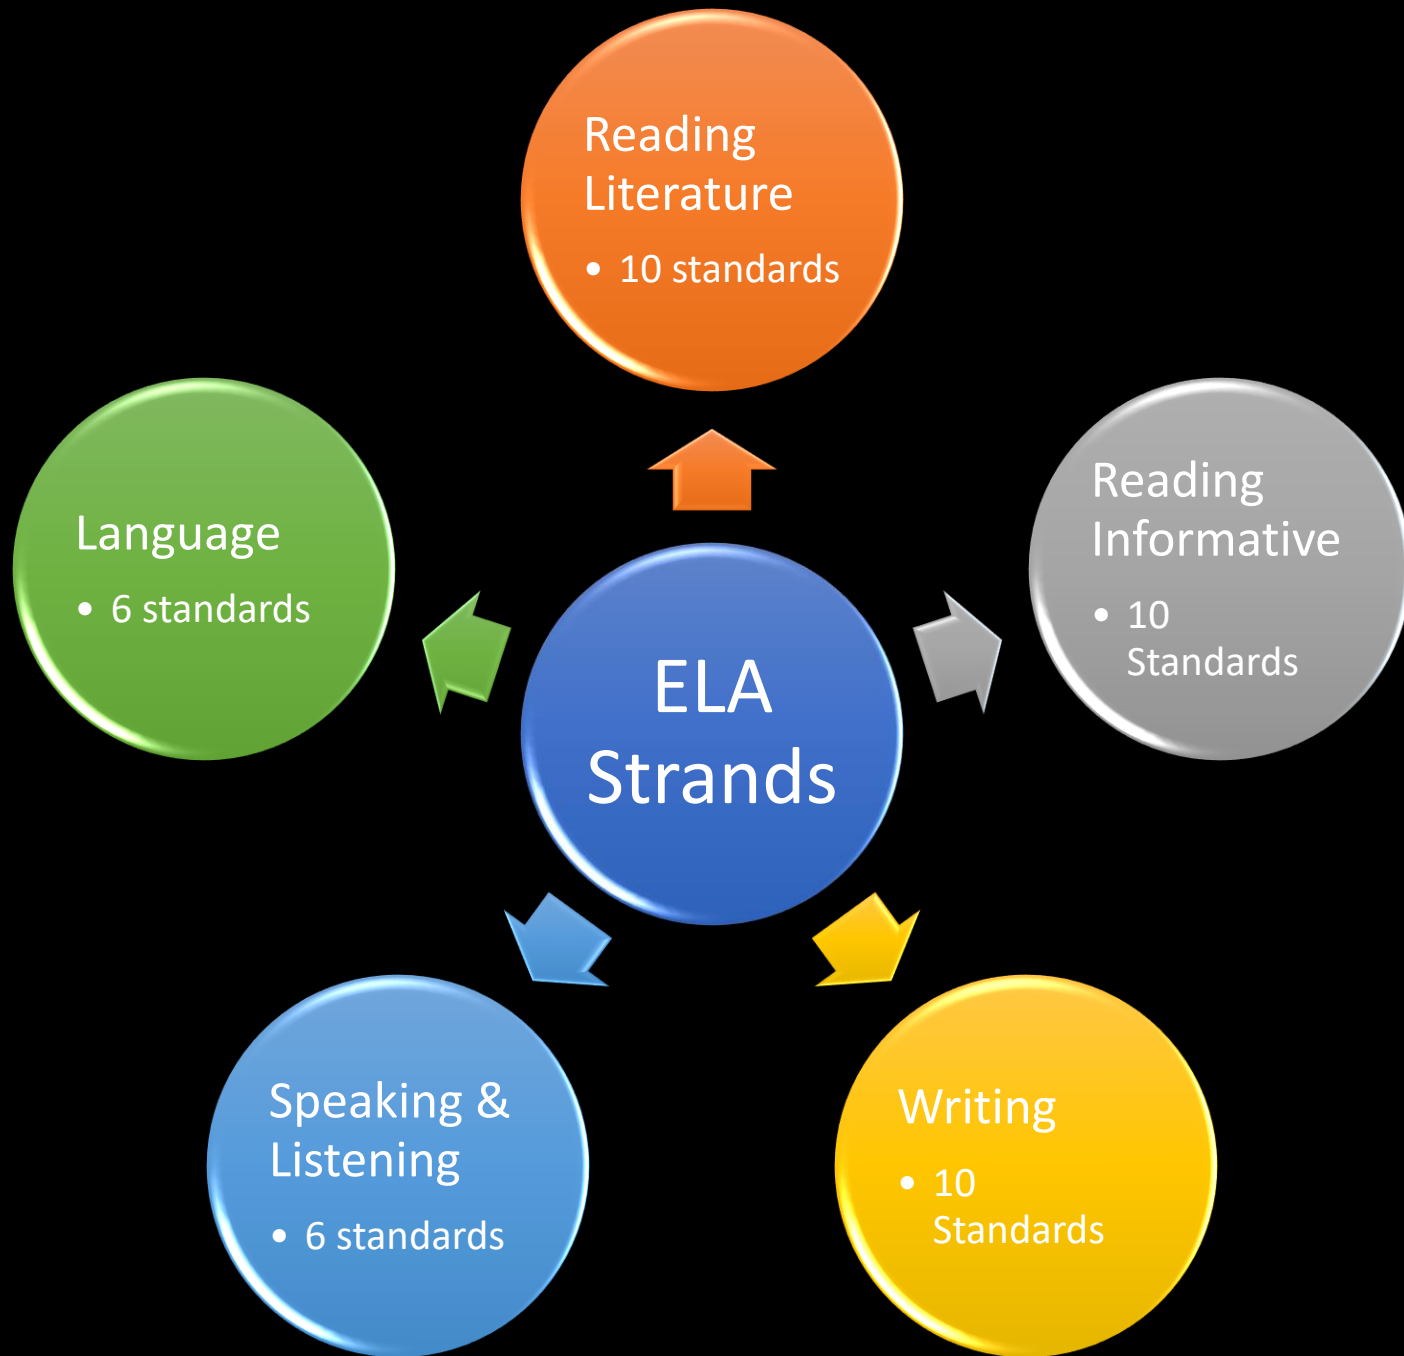 Reading
Literature
• 10 standards
Reading
Informative
• 10
Standards
Writing
• 10
Standards
Speaking &
Listening
• 6 standards
Language
• 6 standards
ELA
Strands